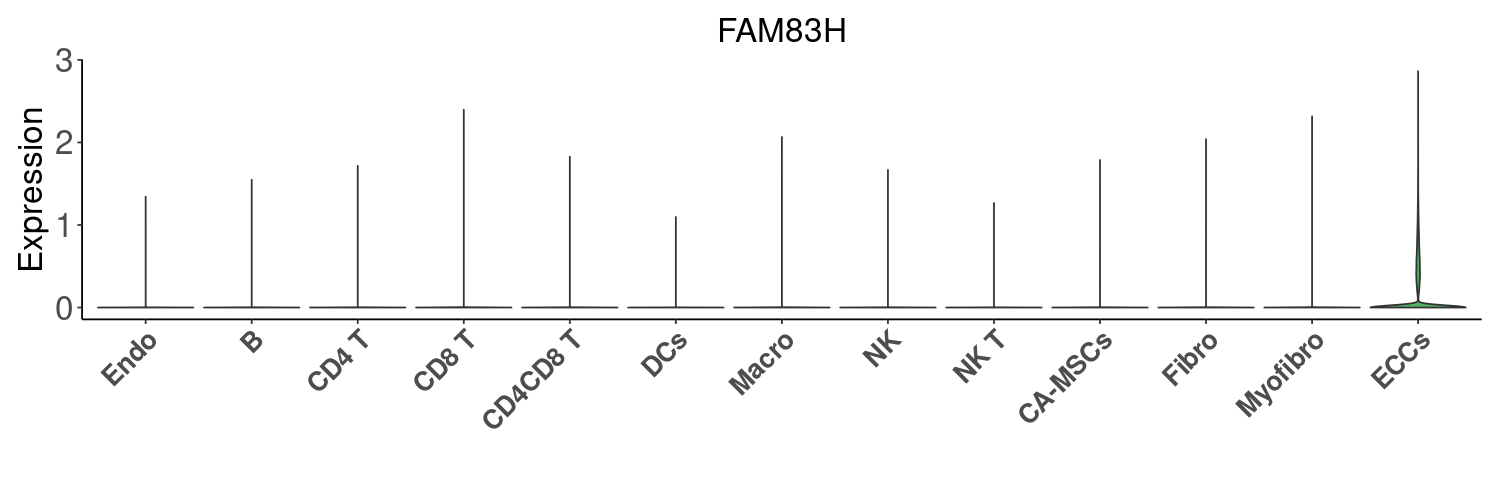 FAM83H
Expression
3
2
1
0
Endo
B
CD4 T
CD8 T
CD4CD8 T
DCs
Macro
NK
NK T
CA-MSCs
Fibro
Myofibro
ECCs